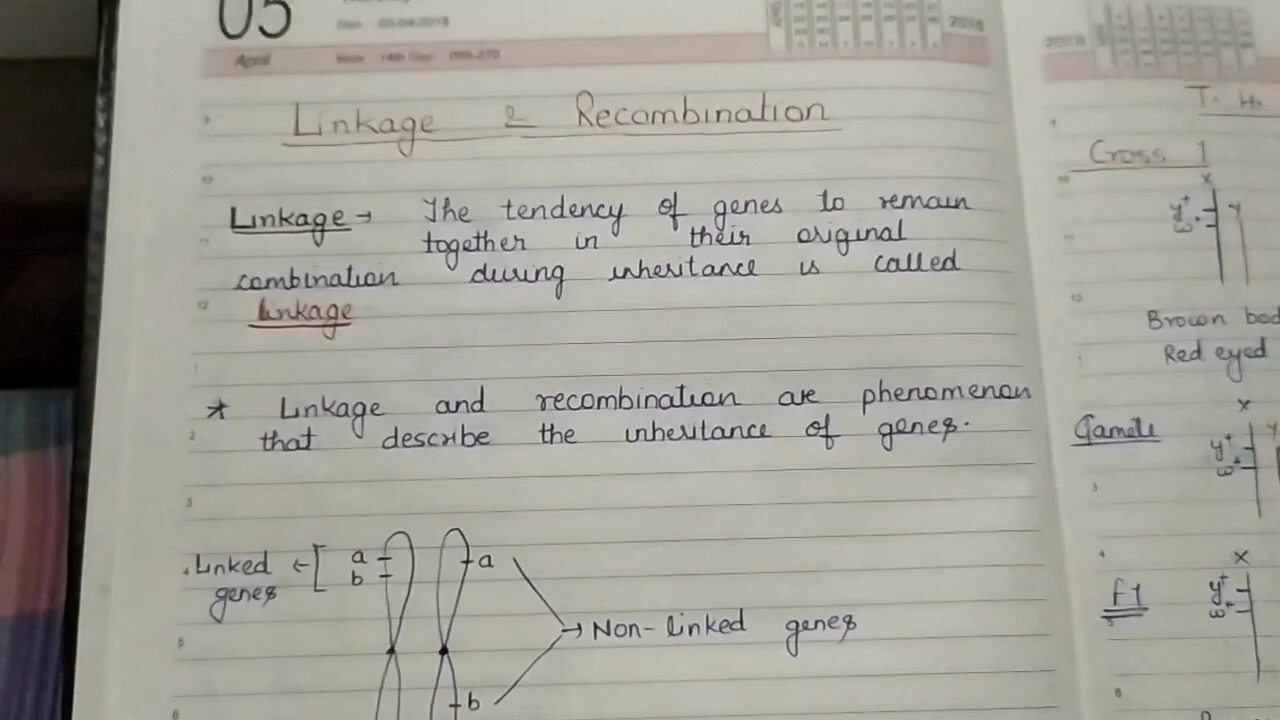 05
April
2018
Linkage & Recombination
Linkage → The tendency of genes to remain
together in their original
combination during inheritance is called
linkage
* Linkage and recombination are phenomenon
that describe the inheritance of genes.
Linked ← [ a
genes b
a
→ Non-linked genes
b
2018
T. H.
Cross 1
X
y+ Y
w+
Brown bod
Red eyed
X
Gamete y+ Y
w+
X
F1 y+
w+